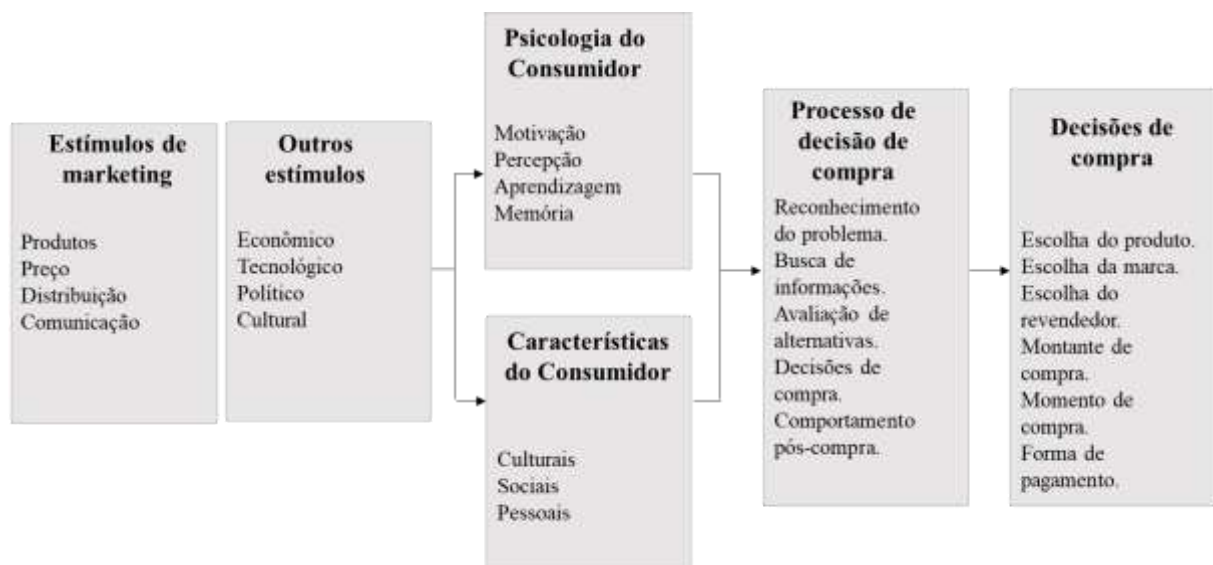 Estímulos de
marketing
Produtos
Preço
Distribuição
Comunicação
Outros
estímulos
Econômico
Tecnológico
Político
Cultural
Psicologia do
Consumidor
Motivação
Percepção
Aprendizagem
Memória
Características
do Consumidor
Culturais
Sociais
Pessoais
Processo de
decisão de
compra
Reconhecimento
do problema.
Busca de
informações.
Avaliação de
alternativas.
Decisões de
compra.
Comportamento
pós-compra.
Decisões de
compra
Escolha do produto.
Escolha da marca.
Escolha do
revendedor.
Montante de
compra.
Momento de
compra.
Forma de
pagamento.